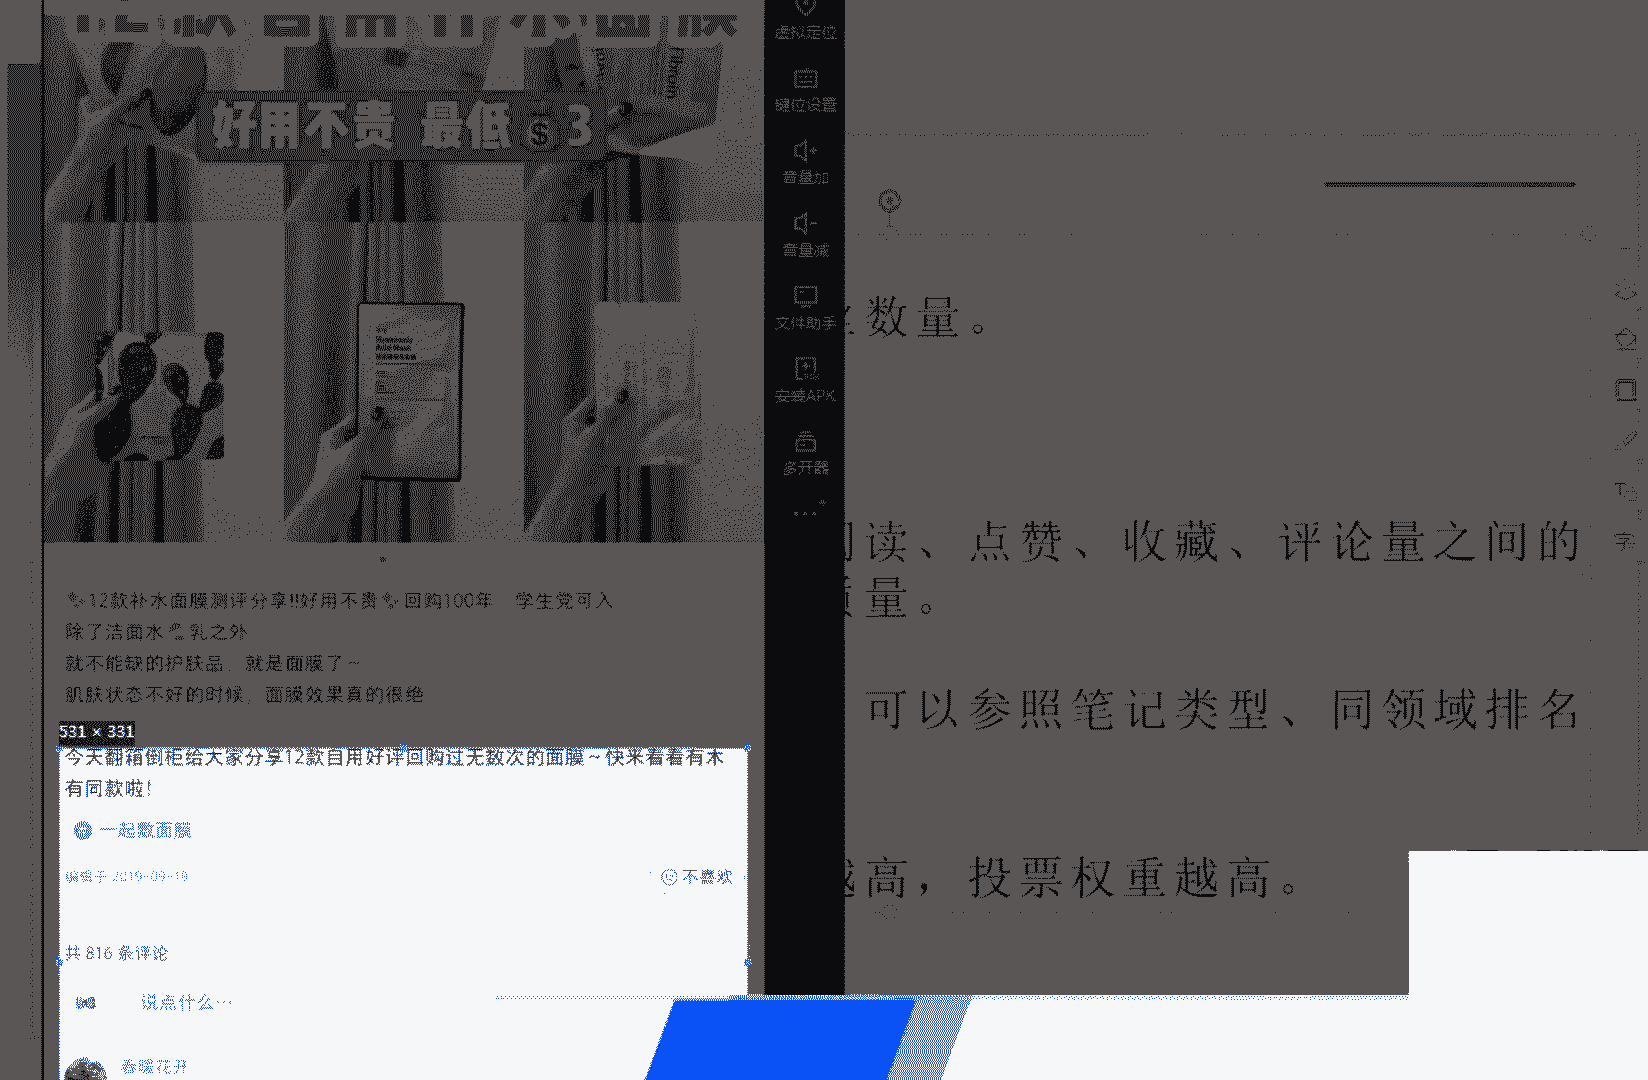 好用不贵 最低 $3
12款补水面膜测评分享!!好用不贵 回购100年 学生党可入
除了洁面水 乳之外
就不能缺的护肤品，就是面膜了~
肌肤状态不好的时候，面膜效果真的很绝
531 × 331
今天翻箱倒柜给大家分享12款自用好评回购过无数次的面膜~快来看看有木
有同款啦!
一起敷面膜
编辑于 2019-09-19
不喜欢
共 816 条评论
说点什么...
春暖花开
虚拟定位
键位设置
音量加
音量减
文件助手
安装APK
多开器
数量。
读、点赞、收藏、评论量之间的
量。
可以参照笔记类型、同领域排名
越高，投票权重越高。
字